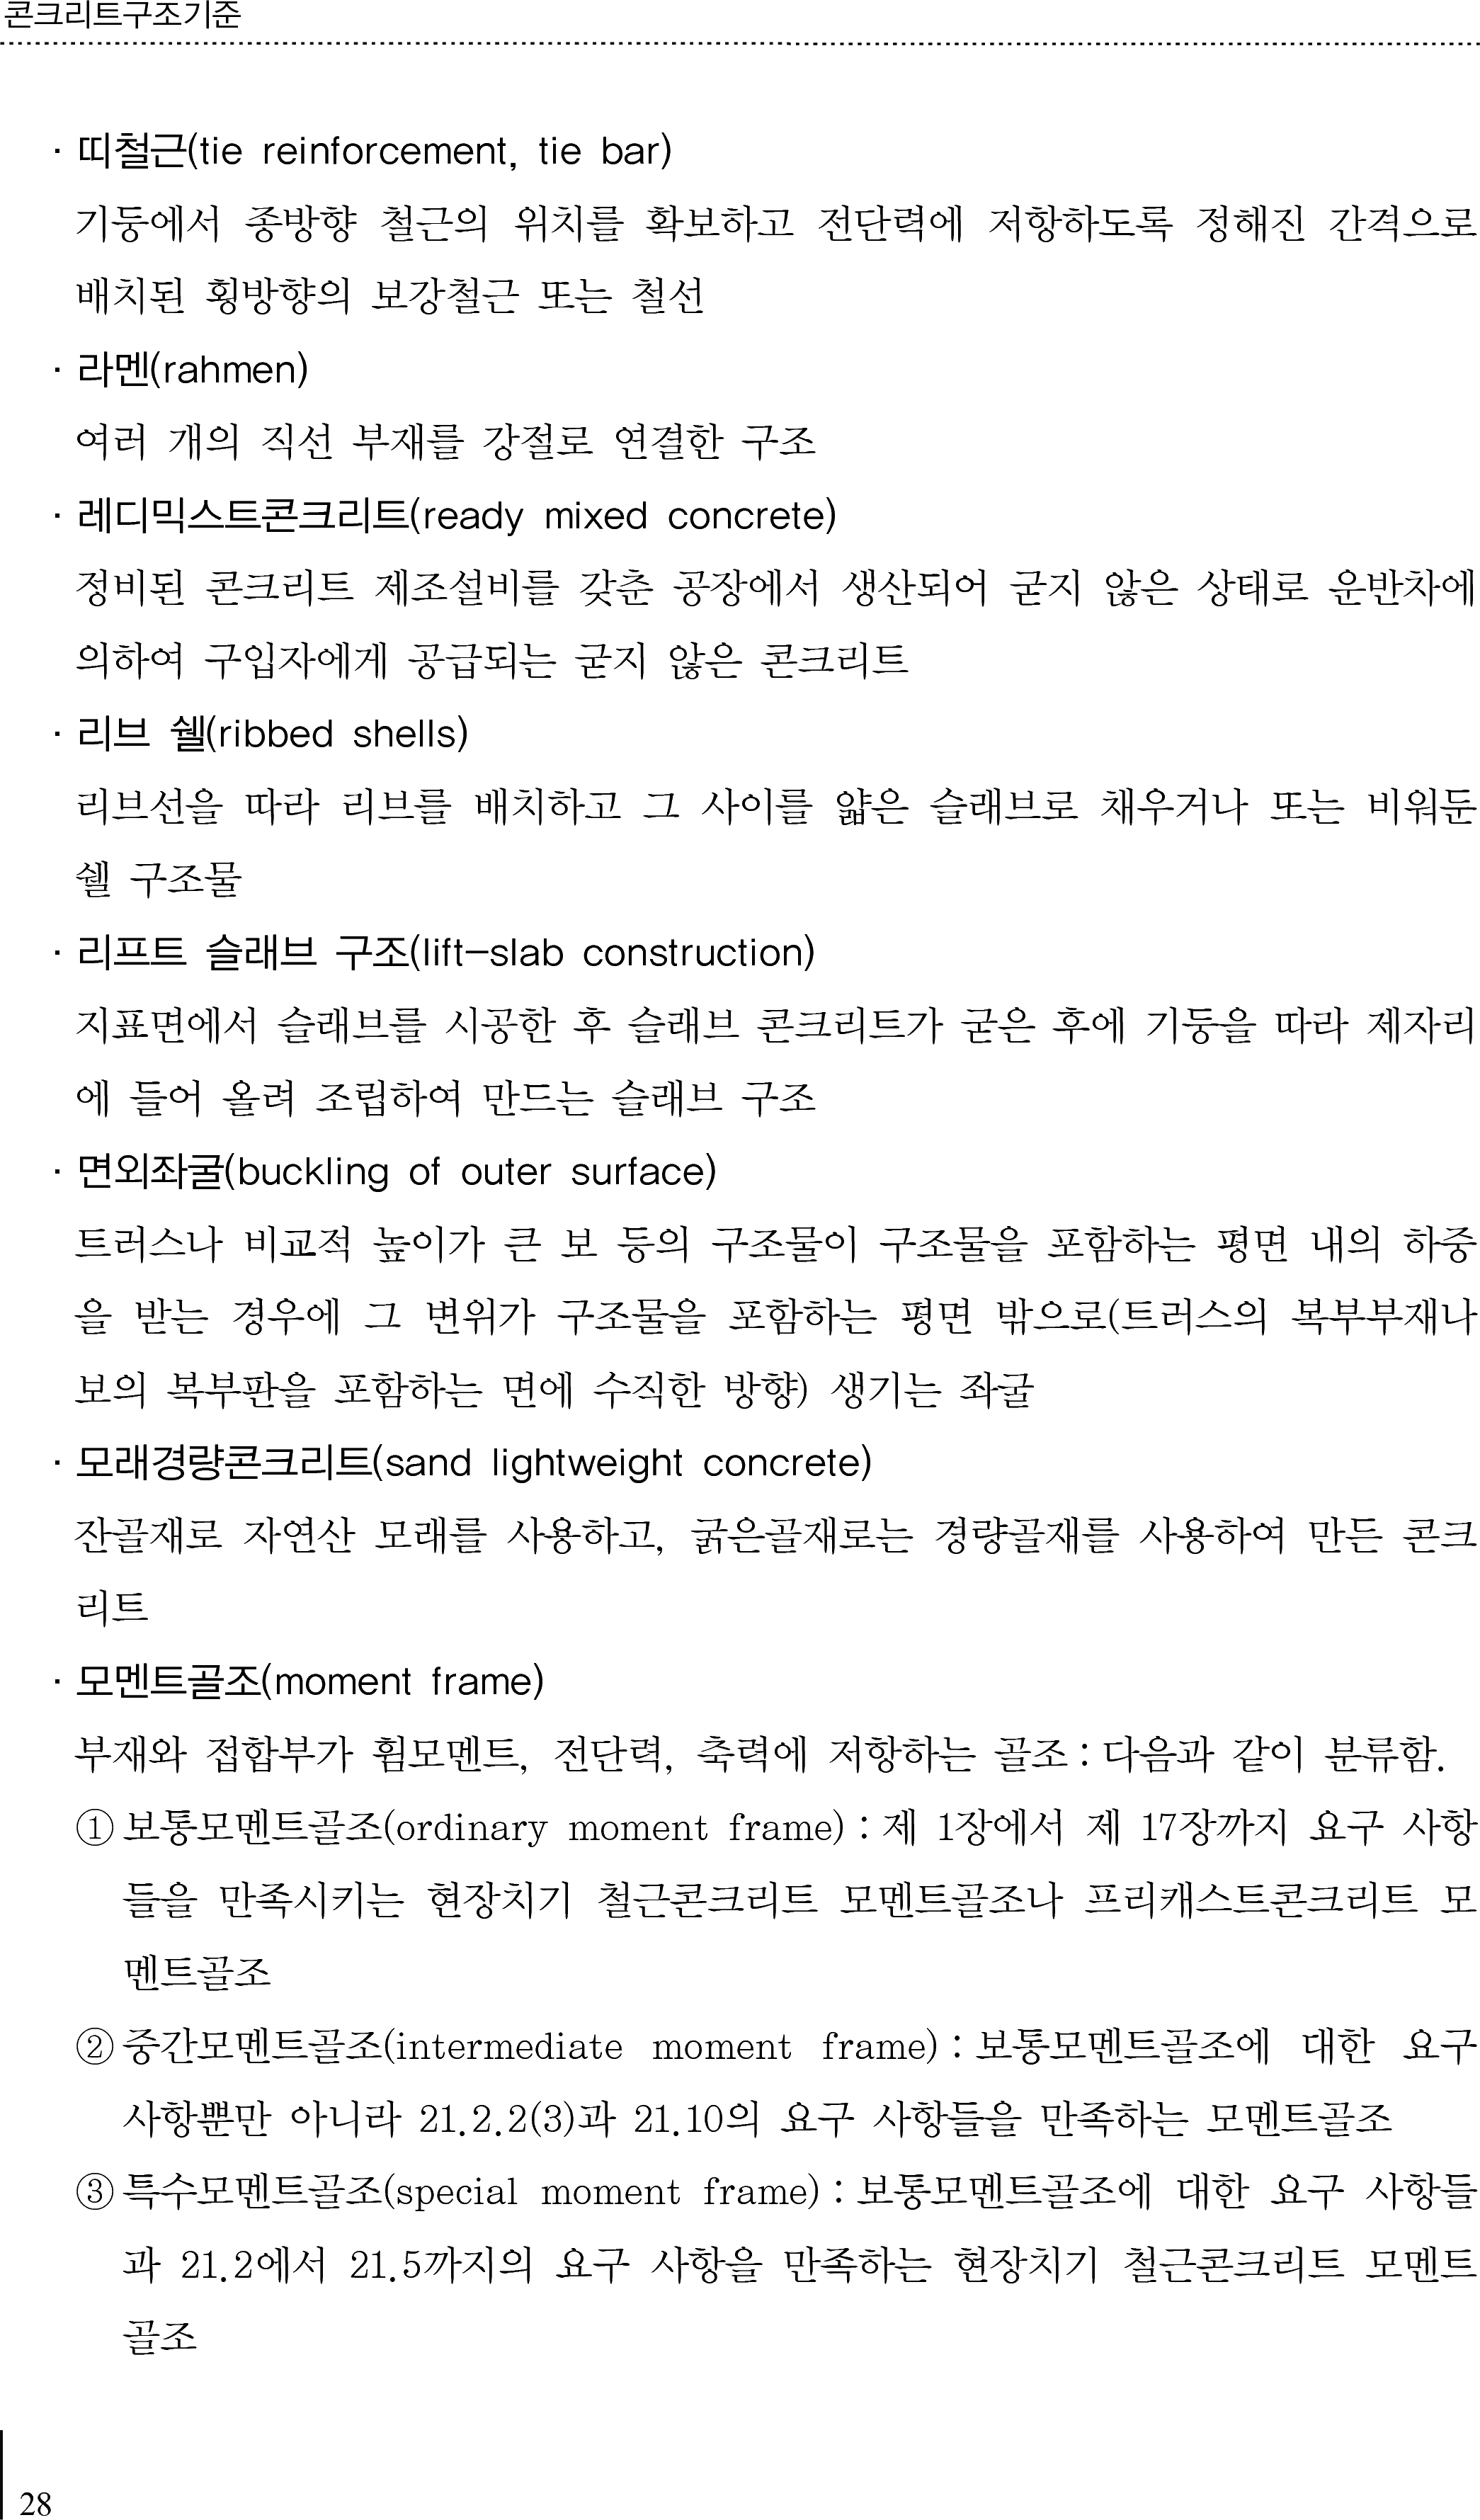 콘크리트구조기준
· 띠철근(tie reinforcement, tie bar)
기둥에서 종방향 철근의 위치를 확보하고 전단력에 저항하도록 정해진 간격으로
배치된 횡방향의 보강철근 또는 철선
· 라멘(rahmen)
여러 개의 직선 부재를 강절로 연결한 구조
· 레디믹스트콘크리트(ready mixed concrete)
정비된 콘크리트 제조설비를 갖춘 공장에서 생산되어 굳지 않은 상태로 운반차에
의하여 구입자에게 공급되는 굳지 않은 콘크리트
· 리브 쉘(ribbed shells)
리브선을 따라 리브를 배치하고 그 사이를 얇은 슬래브로 채우거나 또는 비워둔
쉘 구조물
· 리프트 슬래브 구조(lift-slab construction)
지표면에서 슬래브를 시공한 후 슬래브 콘크리트가 굳은 후에 기둥을 따라 제자리
에 들어 올려 조립하여 만드는 슬래브 구조
· 면외좌굴(buckling of outer surface)
트러스나 비교적 높이가 큰 보 등의 구조물이 구조물을 포함하는 평면 내의 하중
을 받는 경우에 그 변위가 구조물을 포함하는 평면 밖으로(트러스의 복부부재나
보의 복부판을 포함하는 면에 수직한 방향) 생기는 좌굴
· 모래경량콘크리트(sand lightweight concrete)
잔골재로 자연산 모래를 사용하고, 굵은골재로는 경량골재를 사용하여 만든 콘크
리트
· 모멘트골조(moment frame)
부재와 접합부가 휨모멘트, 전단력, 축력에 저항하는 골조 : 다음과 같이 분류함.
① 보통모멘트골조(ordinary moment frame) : 제 1장에서 제 17장까지 요구 사항
들을 만족시키는 현장치기 철근콘크리트 모멘트골조나 프리캐스트콘크리트 모
멘트골조
② 중간모멘트골조(intermediate moment frame) : 보통모멘트골조에 대한 요구
사항뿐만 아니라 21.2.2(3)과 21.10의 요구 사항들을 만족하는 모멘트골조
③ 특수모멘트골조(special moment frame) : 보통모멘트골조에 대한 요구 사항들
과 21.2에서 21.5까지의 요구 사항을 만족하는 현장치기 철근콘크리트 모멘트
골조
28